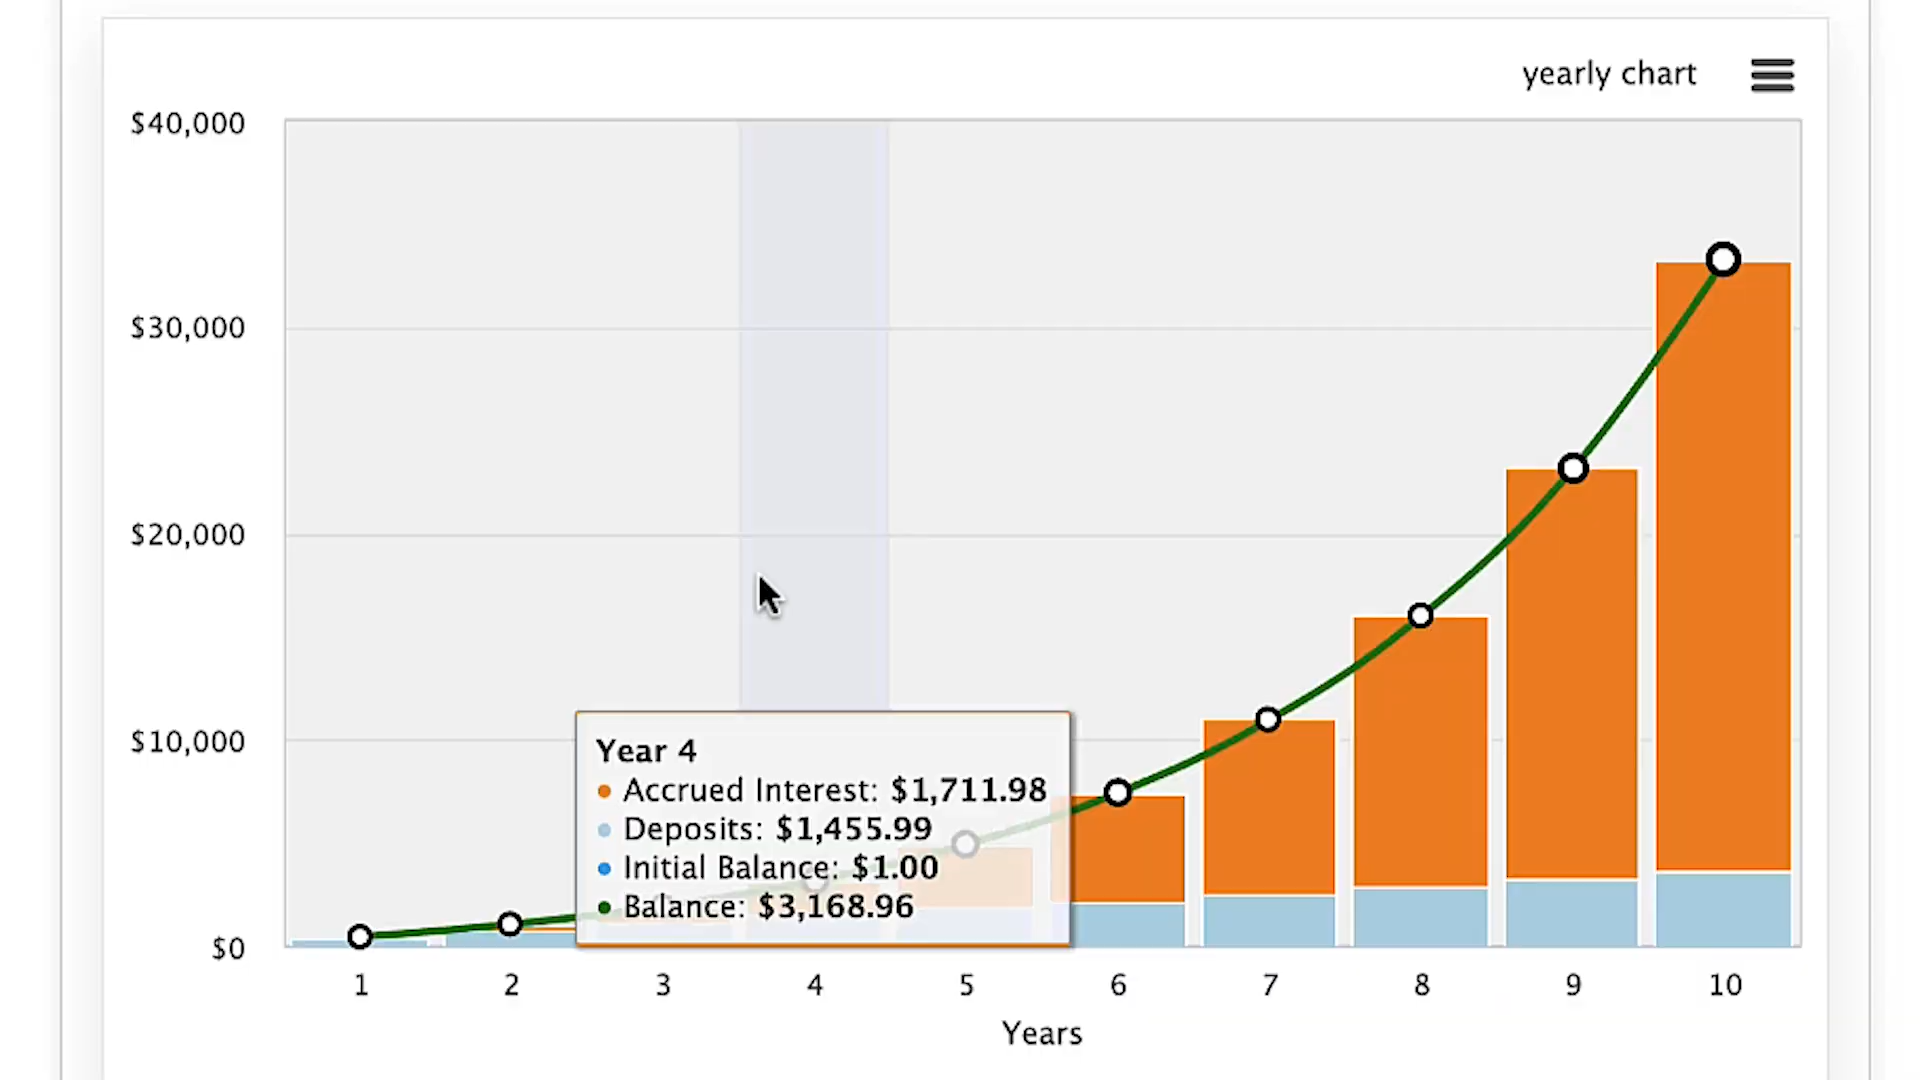 yearly chart
$40,000
$30,000
$20,000
$10,000
$0
Year 4
Accrued Interest: $1,711.98
Deposits: $1,455.99
Initial Balance: $1.00
Balance: $3,168.96
1 2 3 4 5 6 7 8 9 10
Years